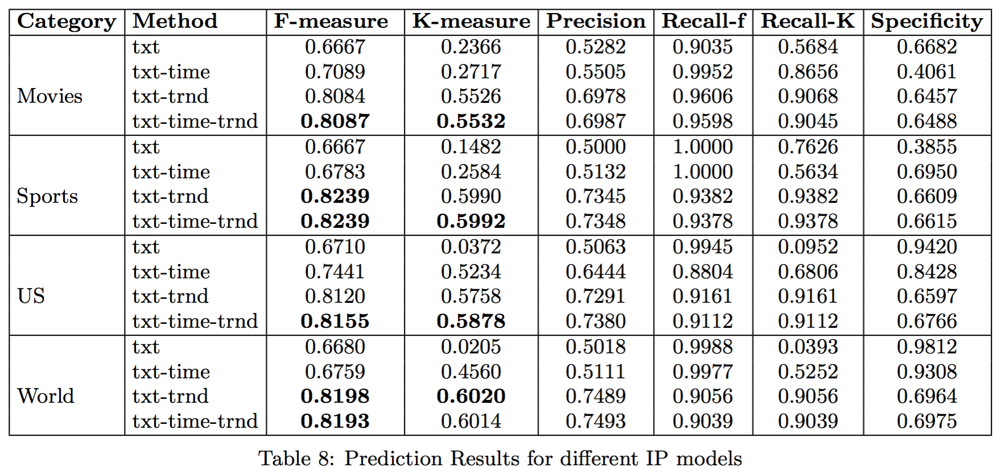 Category Method F-measure K-measure Precision Recall-f Recall-K Specificity
txt 0.6667 0.2366 0.5282 0.9035 0.5684 0.6682
txt-time 0.7089 0.2717 0.5505 0.9952 0.8656 0.4061
Movies txt-trnd 0.8084 0.5526 0.6978 0.9606 0.9068 0.6457
txt-time-trnd 0.8087 0.5532 0.6987 0.9598 0.9045 0.6488
txt 0.6667 0.1482 0.5000 1.0000 0.7626 0.3855
txt-time 0.6783 0.2584 0.5132 1.0000 0.5634 0.6950
Sports txt-trnd 0.8239 0.5990 0.7345 0.9382 0.9382 0.6609
txt-time-trnd 0.8239 0.5992 0.7348 0.9378 0.9378 0.6615
txt 0.6710 0.0372 0.5063 0.9945 0.0952 0.9420
txt-time 0.7441 0.5234 0.6444 0.8804 0.6806 0.8428
US txt-trnd 0.8120 0.5758 0.7291 0.9161 0.9161 0.6597
txt-time-trnd 0.8155 0.5878 0.7380 0.9112 0.9112 0.6766
txt 0.6680 0.0205 0.5018 0.9988 0.0393 0.9812
txt-time 0.6759 0.4560 0.5111 0.9977 0.5252 0.9308
World txt-trnd 0.8198 0.6020 0.7489 0.9056 0.9056 0.6964
txt-time-trnd 0.8193 0.6014 0.7493 0.9039 0.9039 0.6975
Table 8: Prediction Results for different IP models